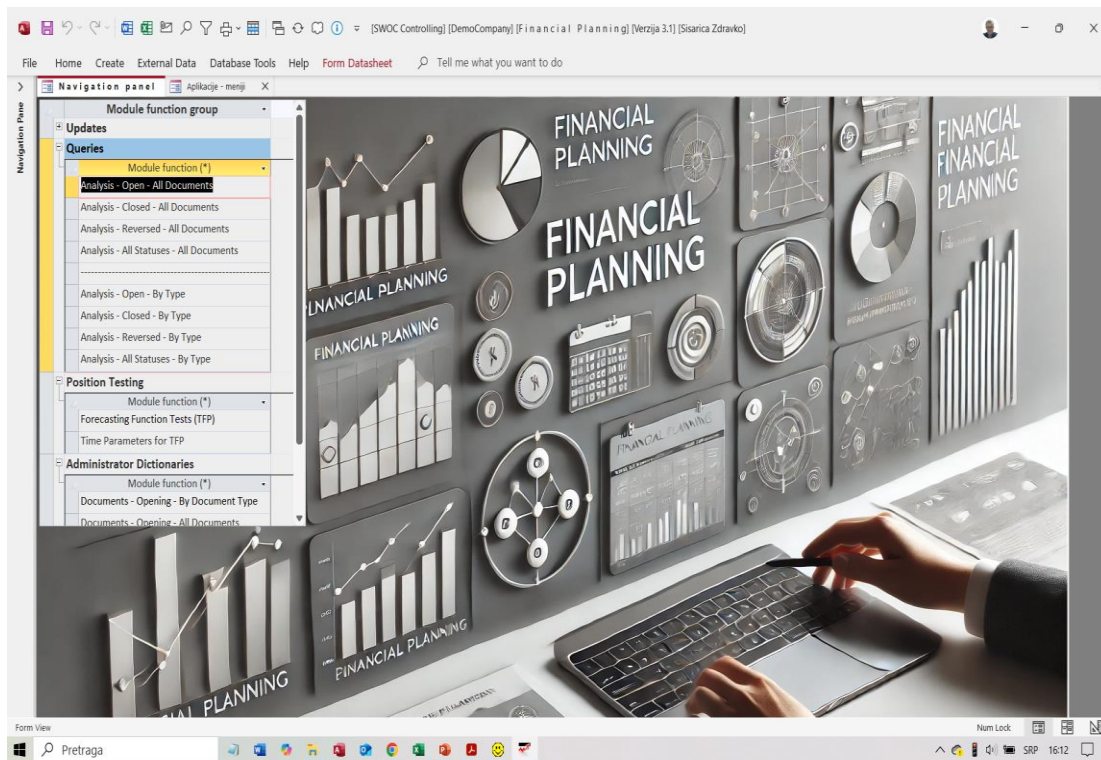 [SWOC Controlling] [DemoCompany] [Financial Planning] [Verzija 3.1] [Sisarica Zdravko]
File Home Create External Data Database Tools Help Form Datasheet Tell me what you want to do
Navigation panel Aplikacije - meniji
Navigation Pane
Module function group
Updates
Queries
Module function (*)
Analysis - Open - All Documents
Analysis - Closed - All Documents
Analysis - Reversed - All Documents
Analysis - All Statuses - All Documents
Analysis - Open - By Type
Analysis - Closed - By Type
Analysis - Reversed - By Type
Analysis - All Statuses - By Type
Position Testing
Module function (*)
Forecasting Function Tests (TFP)
Time Parameters for TFP
Administrator Dictionaries
Module function (*)
Documents - Opening - By Document Type
Documents - Opening - All Documents
FINANCIAL
PLANNING
FINANCIAL
PLANNING
FINANCIAL
FINANCIAL
PLANNING
FINANCIAL PLANNING
FINANCIAL PLANNING
PLANNING
Form View
Num Lock
Pretraga
SRP 16:12